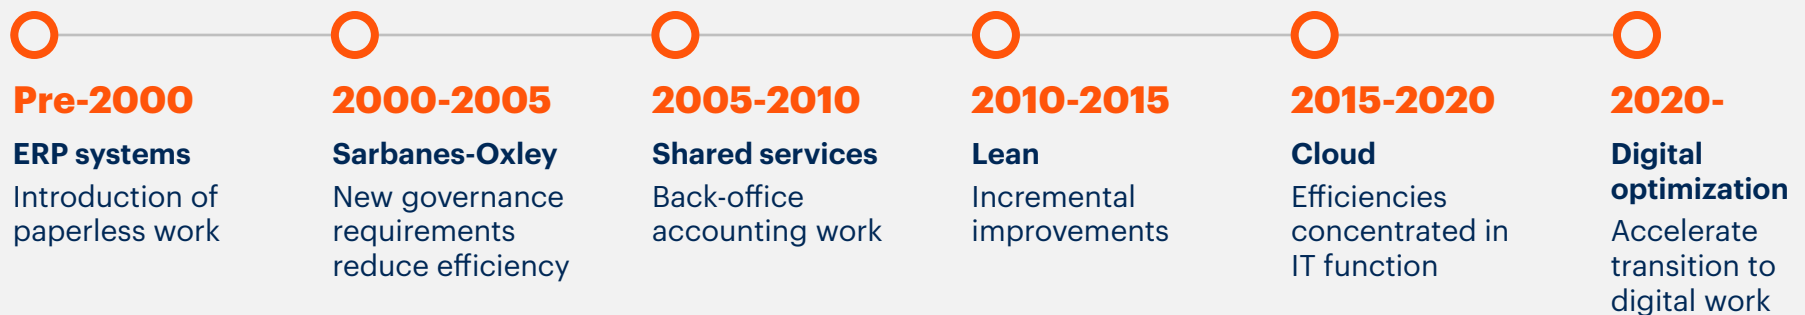 Pre-2000
ERP systems
Introduction of
paperless work
2000-2005
Sarbanes-Oxley
New governance
requirements
reduce efficiency
2005-2010
Shared services
Back-office
accounting work
2010-2015
Lean
Incremental
improvements
2015-2020
Cloud
Efficiencies
concentrated in
IT function
2020-
Digital
optimization
Accelerate
transition to
digital work